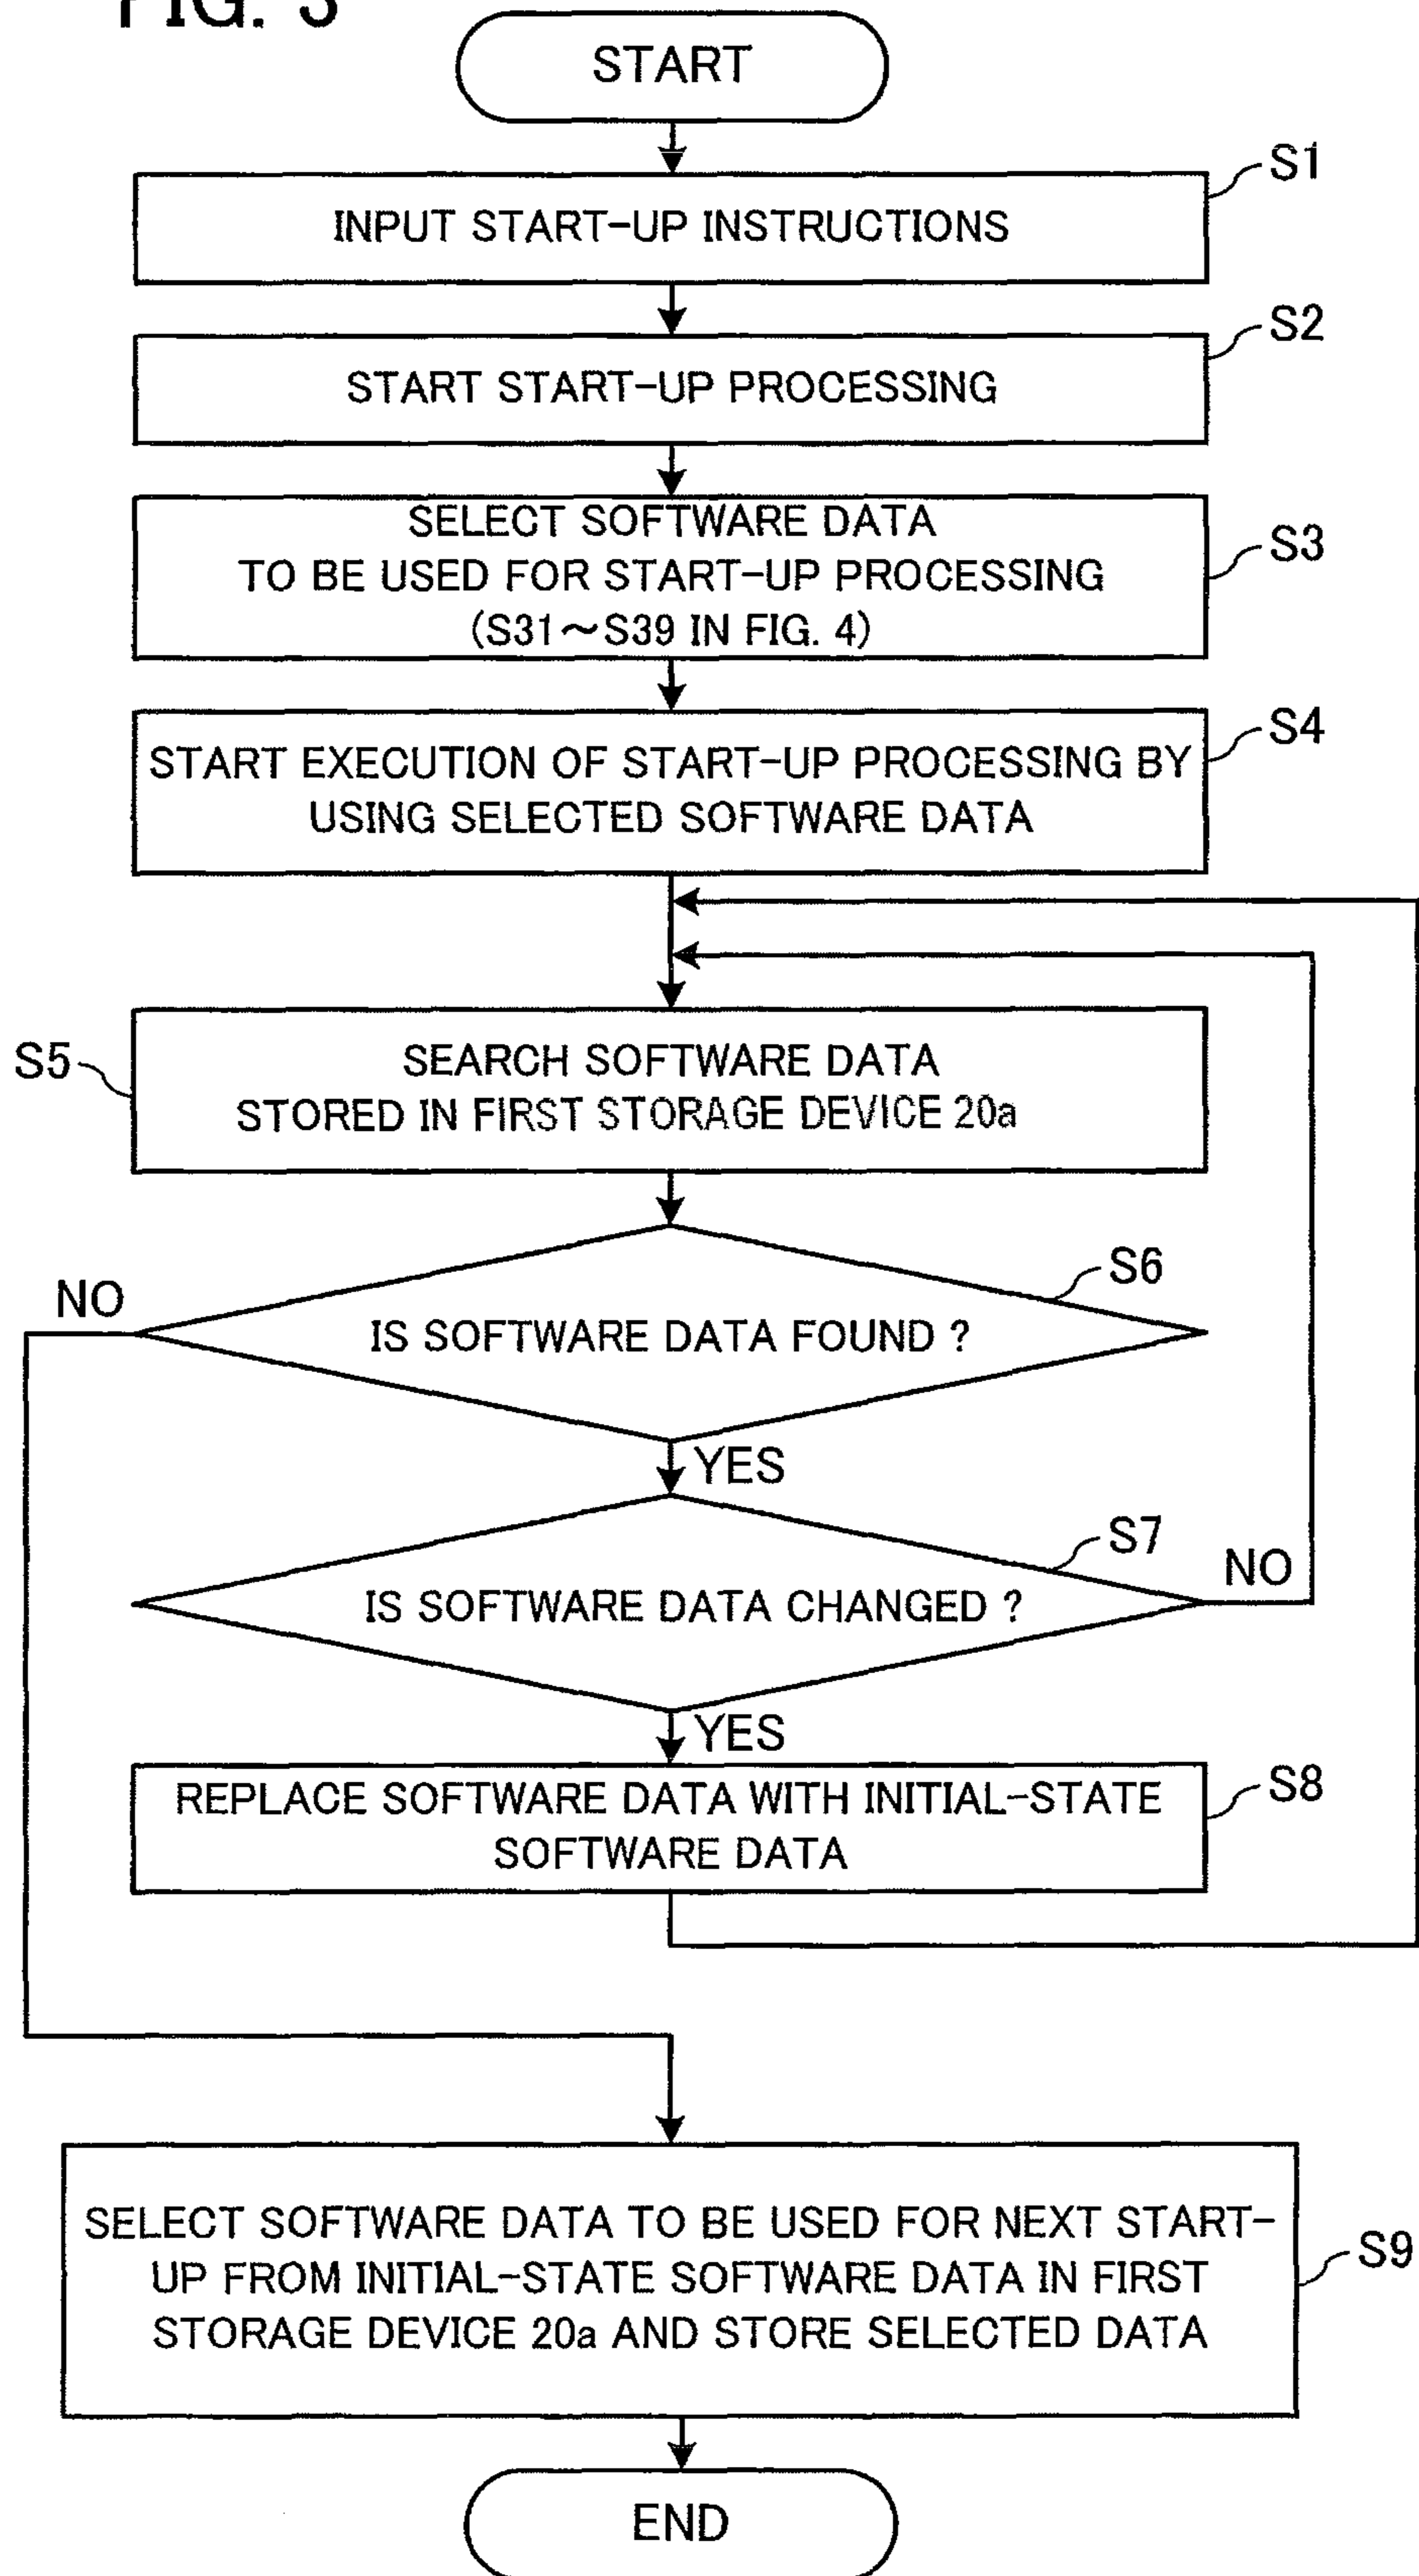 FIG. 3
START
S1
INPUT START-UP INSTRUCTIONS
S2
START START-UP PROCESSING
SELECT SOFTWARE DATA
TO BE USED FOR START-UP PROCESSING
(S31～S39 IN FIG. 4)
S3
S4
START EXECUTION OF START-UP PROCESSING BY
USING SELECTED SOFTWARE DATA
S5
SEARCH SOFTWARE DATA
STORED IN FIRST STORAGE DEVICE 20a
S6
NO
IS SOFTWARE DATA FOUND ?
YES
S7
NO
IS SOFTWARE DATA CHANGED ?
YES
S8
REPLACE SOFTWARE DATA WITH INITIAL-STATE
SOFTWARE DATA
SELECT SOFTWARE DATA TO BE USED FOR NEXT START-
UP FROM INITIAL-STATE SOFTWARE DATA IN FIRST
STORAGE DEVICE 20a AND STORE SELECTED DATA
S9
END